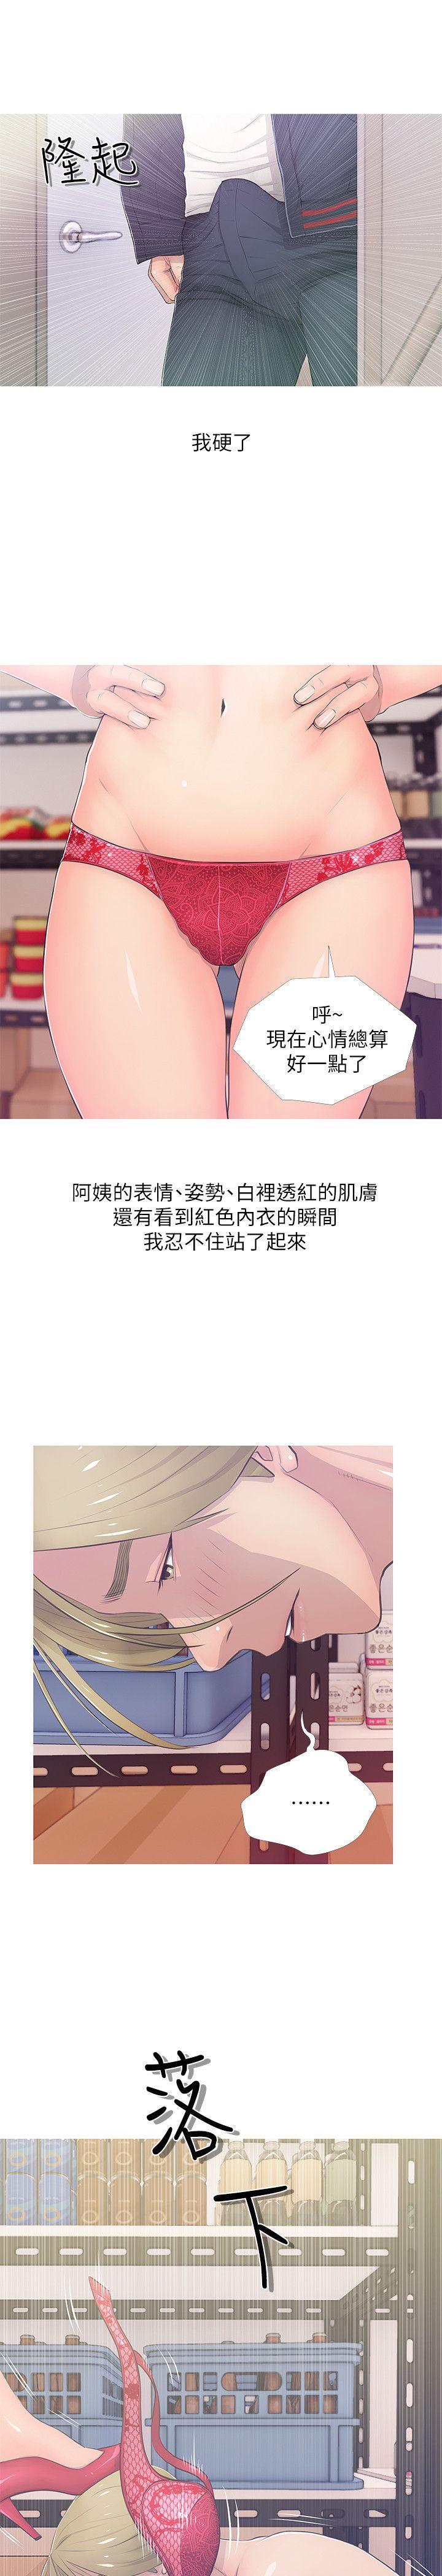 隆起
我硬了
呼~
現在心情總算
好一點了
阿姨的表情、姿勢、白裡透紅的肌膚
還有看到紅色內衣的瞬間
我忍不住站了起來
……
落
下